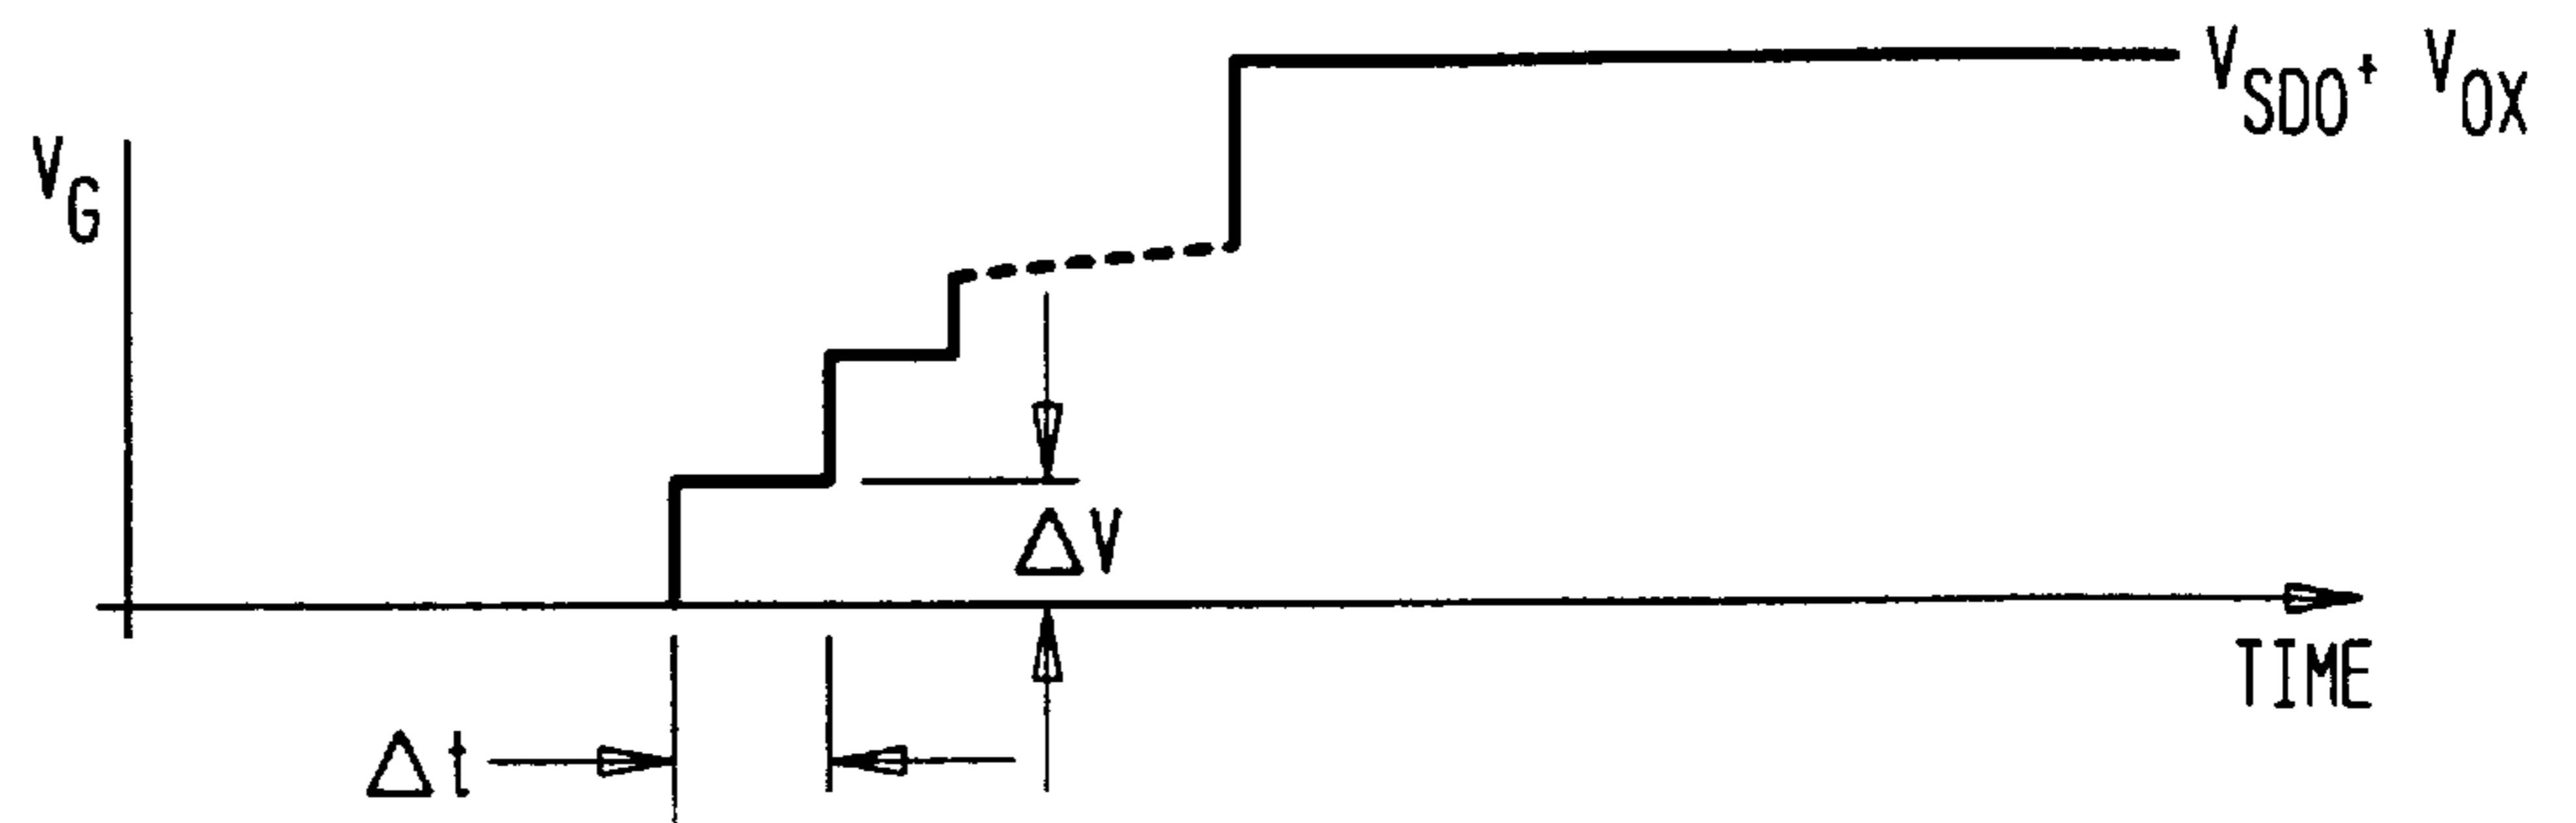 V_SDO + V_OX
V_G
ΔV
TIME
Δt